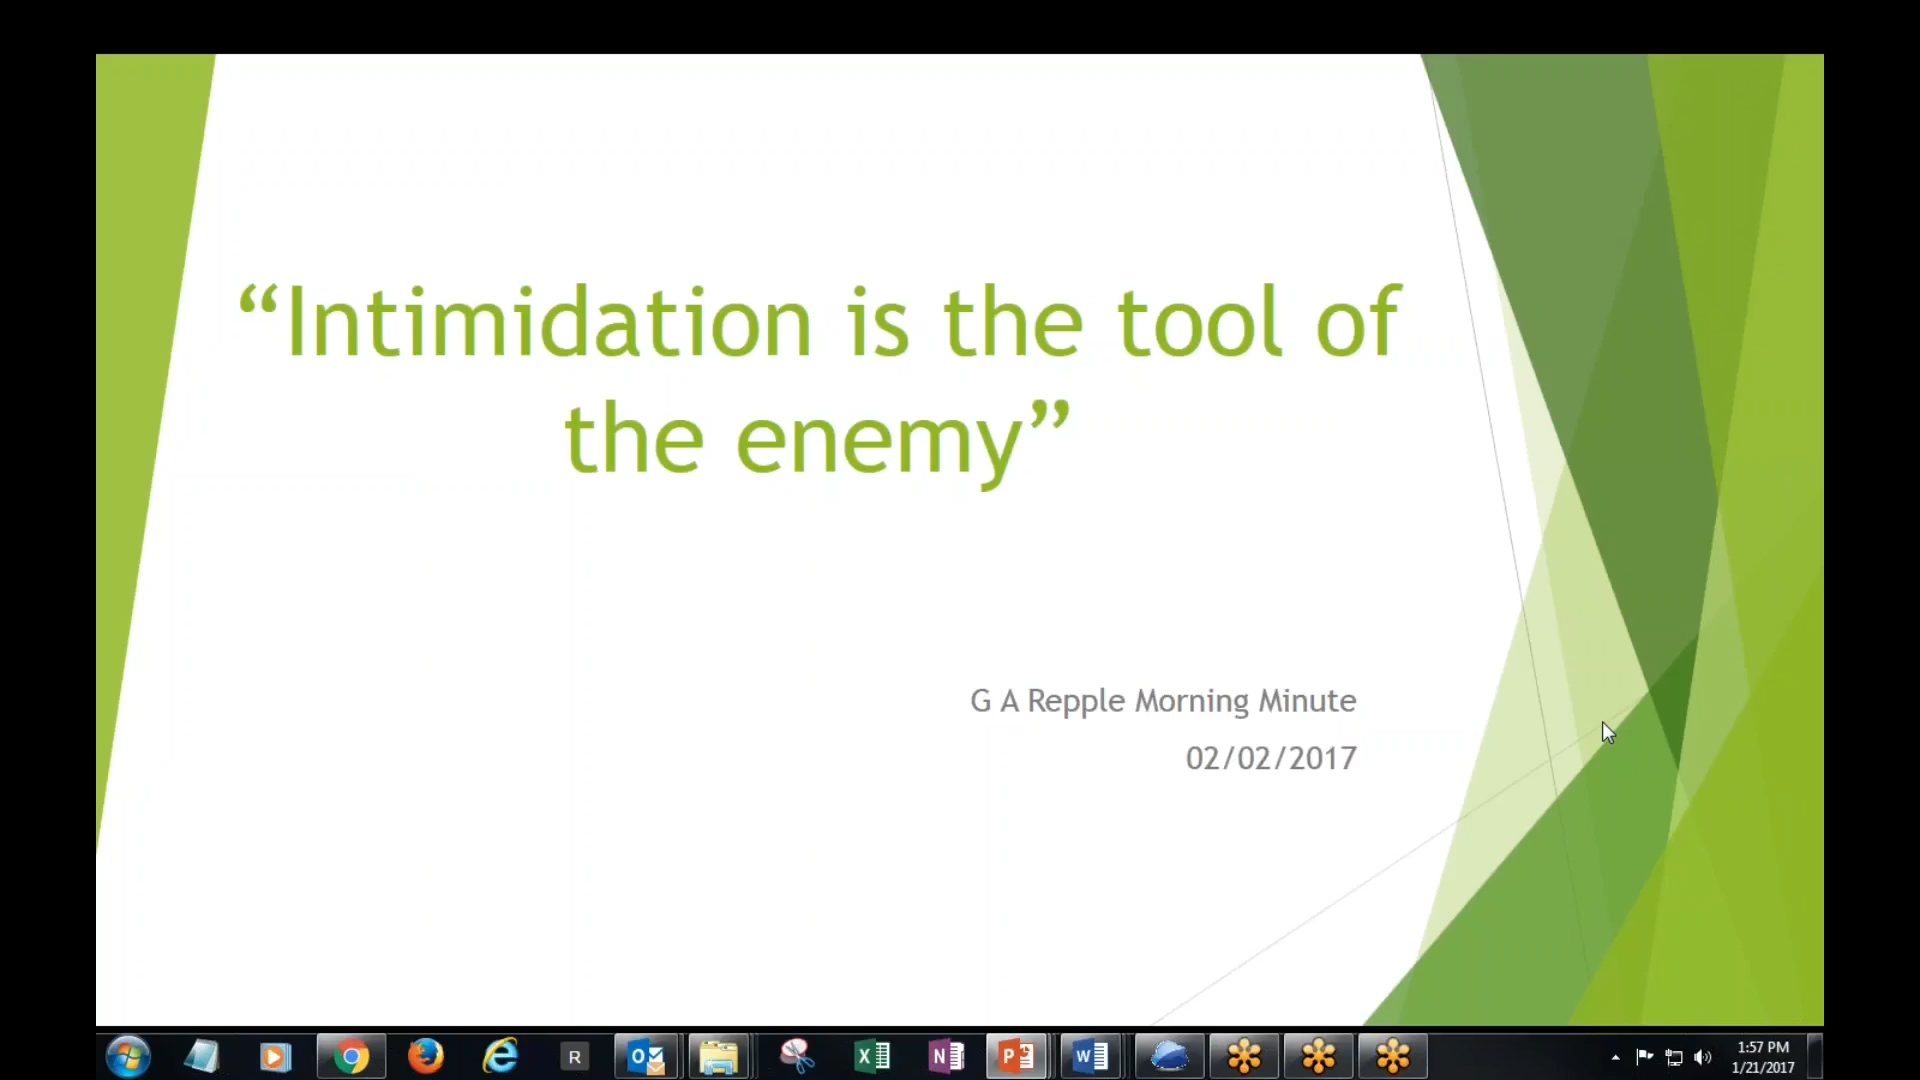 “Intimidation is the tool of
the enemy”
G A Repple Morning Minute
02/02/2017
R
1:57 PM
1/21/2017